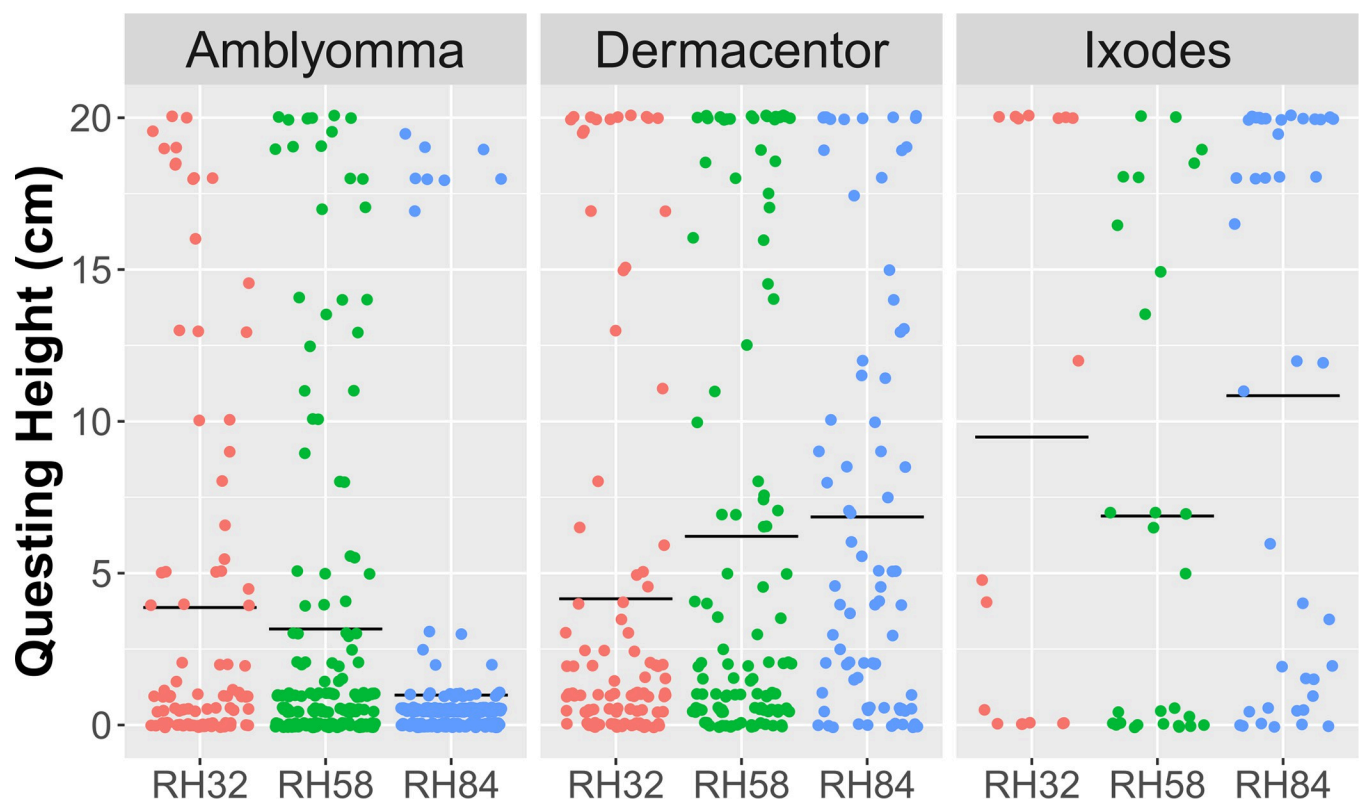 Amblyomma Dermacentor Ixodes
Questing Height (cm)
20
15
10
5
0
RH32 RH58 RH84 RH32 RH58 RH84 RH32 RH58 RH84